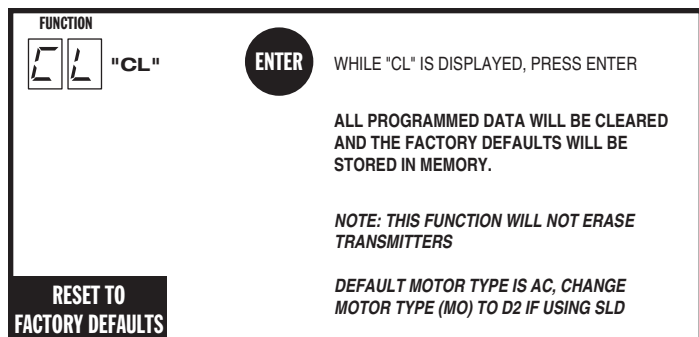 FUNCTION
CL "CL"
ENTER
WHILE "CL" IS DISPLAYED, PRESS ENTER
ALL PROGRAMMED DATA WILL BE CLEARED
AND THE FACTORY DEFAULTS WILL BE
STORED IN MEMORY.
NOTE: THIS FUNCTION WILL NOT ERASE
TRANSMITTERS
DEFAULT MOTOR TYPE IS AC, CHANGE
MOTOR TYPE (MO) TO D2 IF USING SLD
RESET TO
FACTORY DEFAULTS